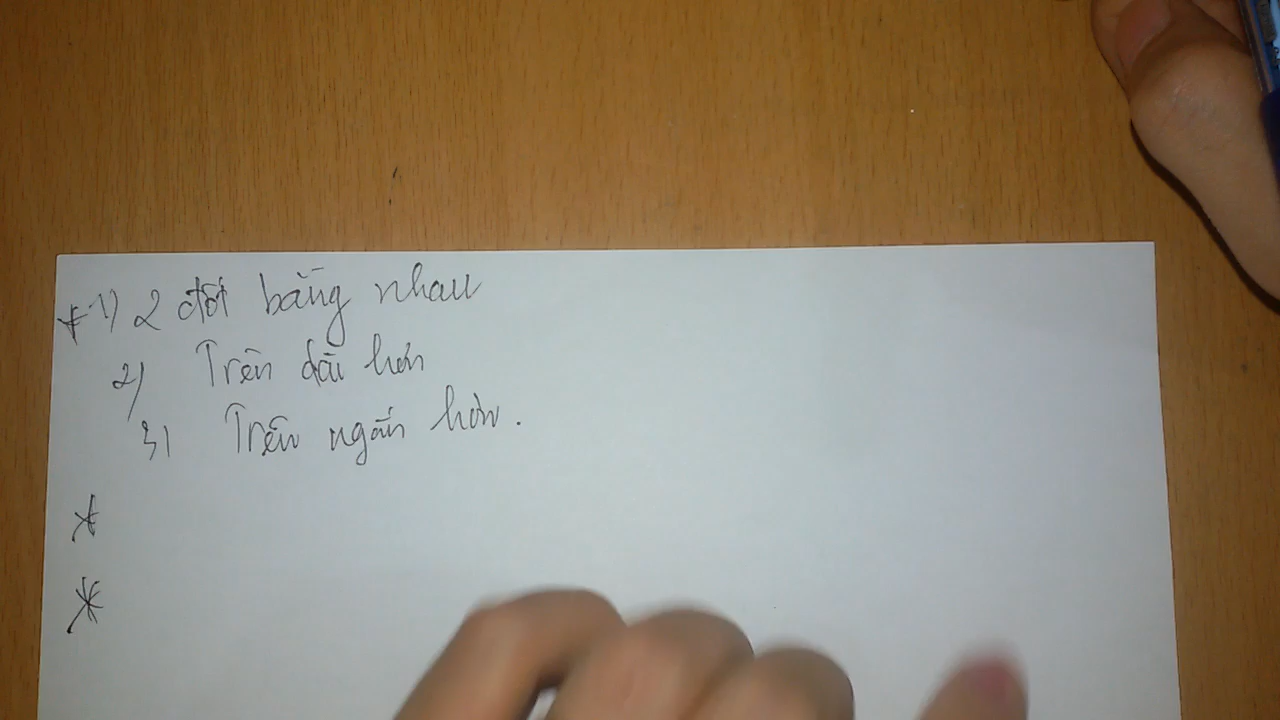 * 1) 2 đốt bằng nhau
2) Trên dài hơn
3) Trên ngắn hơn.
*
*